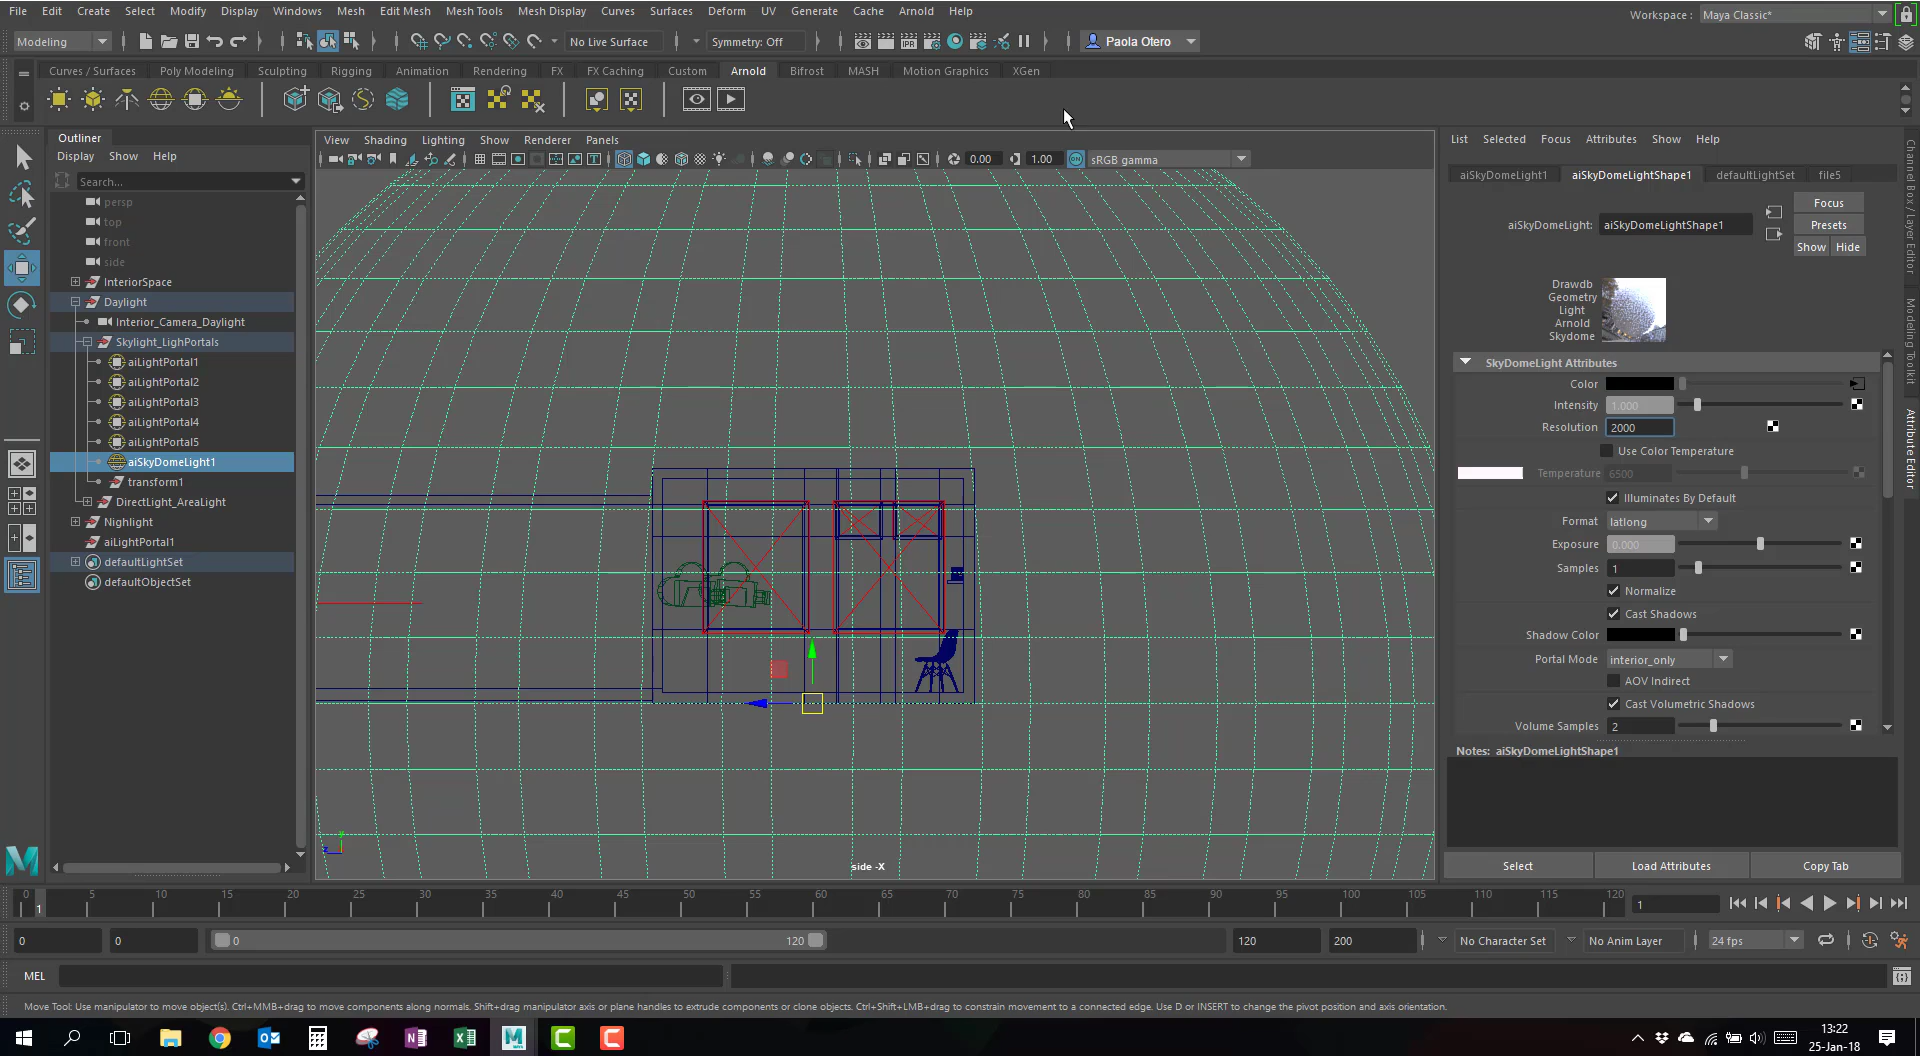 File Edit Create Select Modify Display Windows Mesh Edit Mesh Mesh Tools Mesh Display Curves Surfaces Deform UV Generate Cache Arnold Help
Workspace : Maya Classic*
Modeling No Live Surface Symmetry: Off Paola Otero
Curves / Surfaces Poly Modeling Sculpting Rigging Animation Rendering FX FX Caching Custom Arnold Bifrost MASH Motion Graphics XGen
Outliner
Display Show Help
Search...
persp
top
front
side
InteriorSpace
Daylight
Interior_Camera_Daylight
Skylight_LighPortals
aiLightPortal1
aiLightPortal2
aiLightPortal3
aiLightPortal4
aiLightPortal5
aiSkyDomeLight1
transform1
DirectLight_AreaLight
Nighlight
aiLightPortal1
defaultLightSet
defaultObjectSet
View Shading Lighting Show Renderer Panels
0.00 1.00 ON sRGB gamma
side -X
y
z
List Selected Focus Attributes Show Help
aiSkyDomeLight1 aiSkyDomeLightShape1 defaultLightSet file5
Focus
aiSkyDomeLight: aiSkyDomeLightShape1
Presets
Show Hide
Drawdb
Geometry
Light
Arnold
Skydome
SkyDomeLight Attributes
Color
Intensity 1.000
Resolution 2000
Use Color Temperature
Temperature 6500
Illuminates By Default
Format latlong
Exposure 0.000
Samples 1
Normalize
Cast Shadows
Shadow Color
Portal Mode interior_only
AOV Indirect
Cast Volumetric Shadows
Volume Samples 2
Notes: aiSkyDomeLightShape1
Select Load Attributes Copy Tab
Channel Box / Layer Editor
Modeling Toolkit
Attribute Editor
0 5 10 15 20 25 30 35 40 45 50 55 60 65 70 75 80 85 90 95 100 105 110 115 120
1
1
0 0 0 120 120 200 No Character Set No Anim Layer 24 fps
MEL
Move Tool: Use manipulator to move object(s). Ctrl+MMB+drag to move components along normals. Shift+drag manipulator axis or plane handles to extrude components or clone objects. Ctrl+Shift+LMB+drag to constrain movement to a connected edge. Use D or INSERT to change the pivot position and axis orientation.
13:22
25-Jan-18